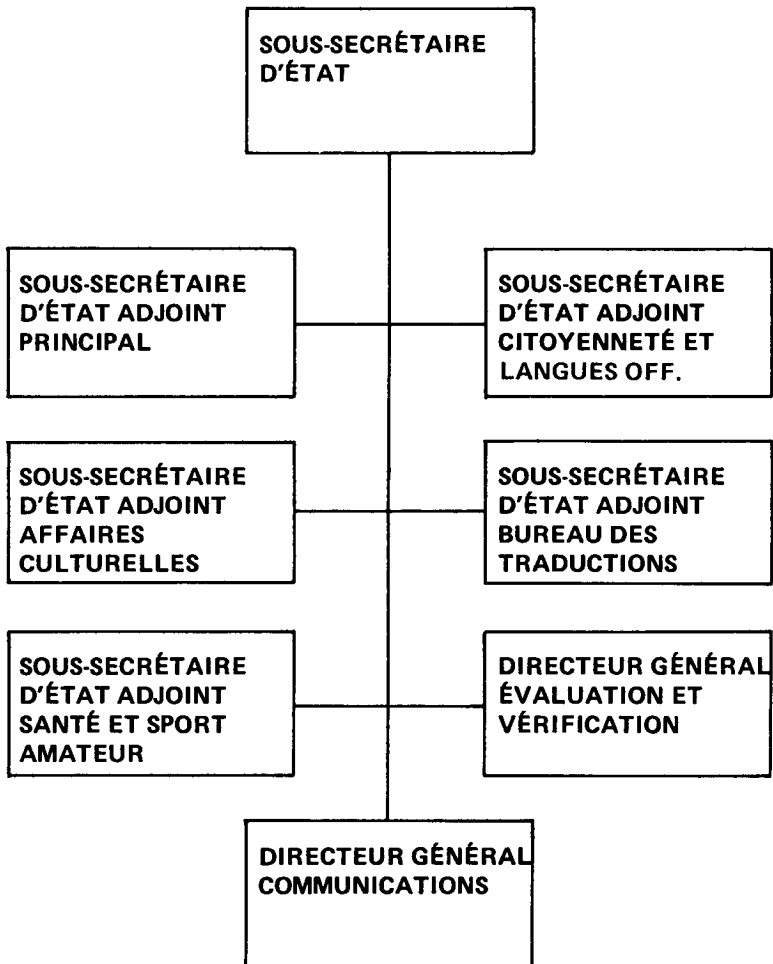 SOUS-SECRÉTAIRE
D'ÉTAT
SOUS-SECRÉTAIRE
D'ÉTAT ADJOINT
PRINCIPAL
SOUS-SECRÉTAIRE
D'ÉTAT ADJOINT
CITOYENNETÉ ET
LANGUES OFF.
SOUS-SECRÉTAIRE
D'ÉTAT ADJOINT
AFFAIRES
CULTURELLES
SOUS-SECRÉTAIRE
D'ÉTAT ADJOINT
BUREAU DES
TRADUCTIONS
SOUS-SECRÉTAIRE
D'ÉTAT ADJOINT
SANTÉ ET SPORT
AMATEUR
DIRECTEUR GÉNÉRAL
ÉVALUATION ET
VÉRIFICATION
DIRECTEUR GÉNÉRAL
COMMUNICATIONS